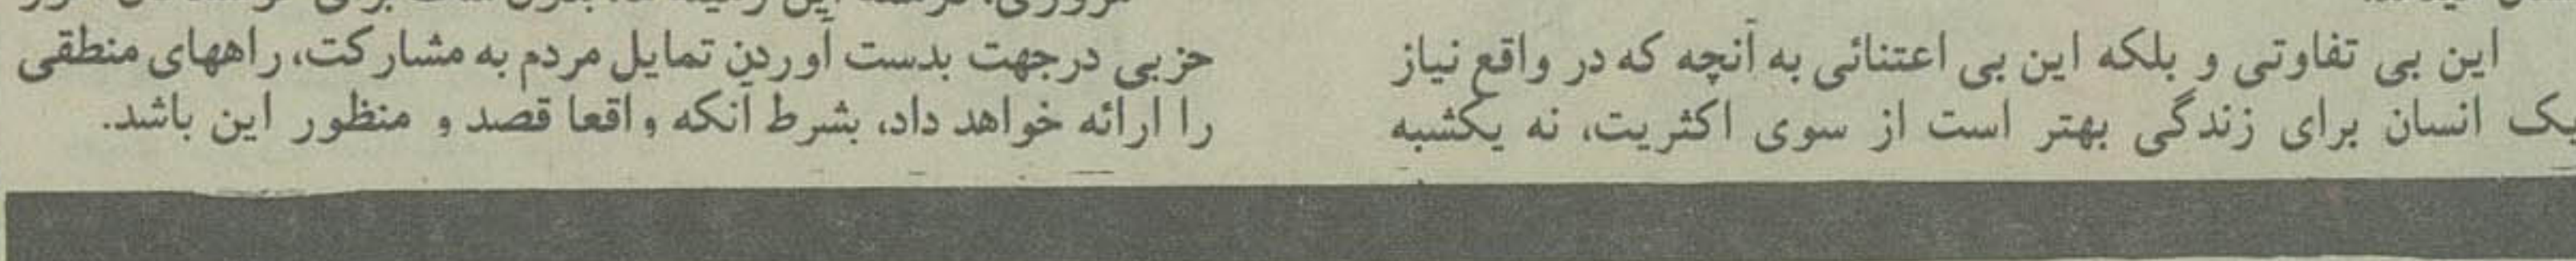 این بی تفاوتی و بلکه این بی اعتنائی به آنچه که در واقع نیاز
یک انسان برای زندگی بهتر است از سوی اکثریت، نه یکشبه
حزبی درجهت بدست آوردن تمایل مردم به مشارکت، راههای منطقی
را ارائه خواهد داد، بشرط آنکه واقعا قصد و منظور این باشد.